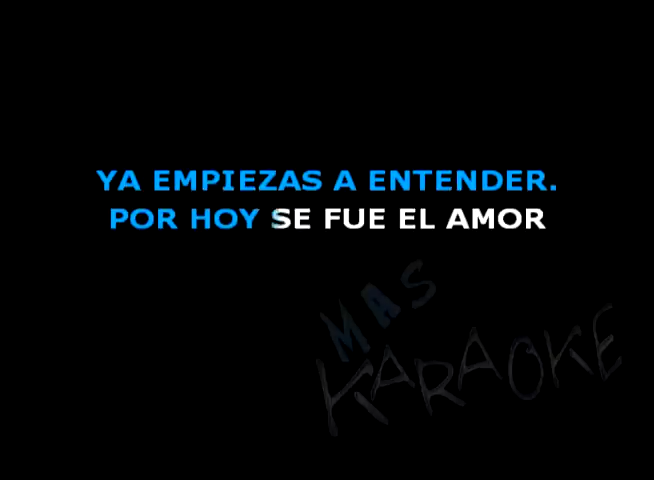 YA EMPIEZAS A ENTENDER.
POR HOY SE FUE EL AMOR
MAS
KARAOKE